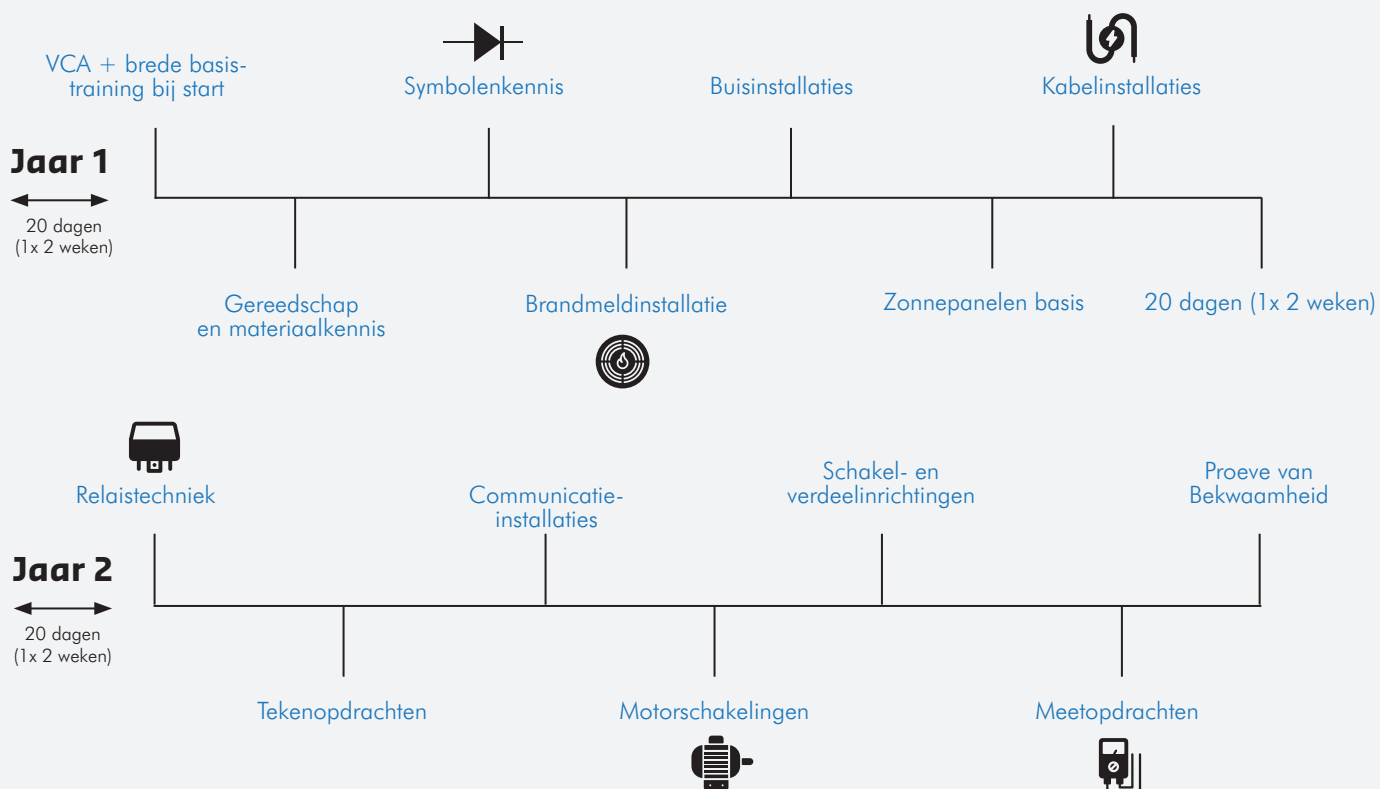 VCA + brede basis-
training bij start
Symbolenkennis
Buisinstallaties
Kabelinstallaties
Jaar 1
20 dagen
(1x 2 weken)
Gereedschap
en materiaalkennis
Brandmeldinstallatie
Zonnepanelen basis
20 dagen (1x 2 weken)
Relaistechniek
Communicatie-
installaties
Schakel- en
verdeelinrichtingen
Proeve van
Bekwaamheid
Jaar 2
20 dagen
(1x 2 weken)
Tekenopdrachten
Motorschakelingen
Meetopdrachten